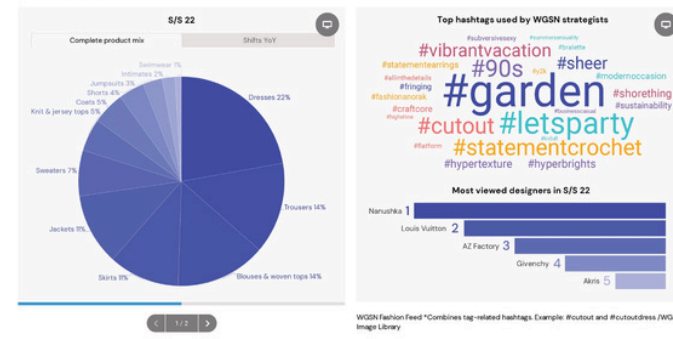 S/S 22
Complete product mix
Shifts YoY
Swimwear 1%
Intimates 2%
Jumpsuits 3%
Shorts 4%
Coats 5%
Knit & jersey tops 5%
Sweaters 7%
Jackets 11%
Skirts 11%
Dresses 22%
Trousers 14%
Blouses & woven tops 14%
1 / 2
Top hashtags used by WGSN strategists
#subversivesexy #commonsensuality
#vibrantvacation #bralette
#statementearrings #90s #sheer
#allinthedetails #y2k #modernoccasion
#fringing #garden #shorething
#fashionanorak #businesscasual #sustainability
#craftcore
#highshine
#cutout #letsparty
#flatform #statementcrochet
#hypertexture #hyperbrights
Most viewed designers in S/S 22
Nanushka 1
Louis Vuitton 2
AZ Factory 3
Givenchy 4
Akris 5
WGSN Fashion Feed *Combines tag-related hashtags. Example: #cutout and #cutoutdress /WG
Image Library